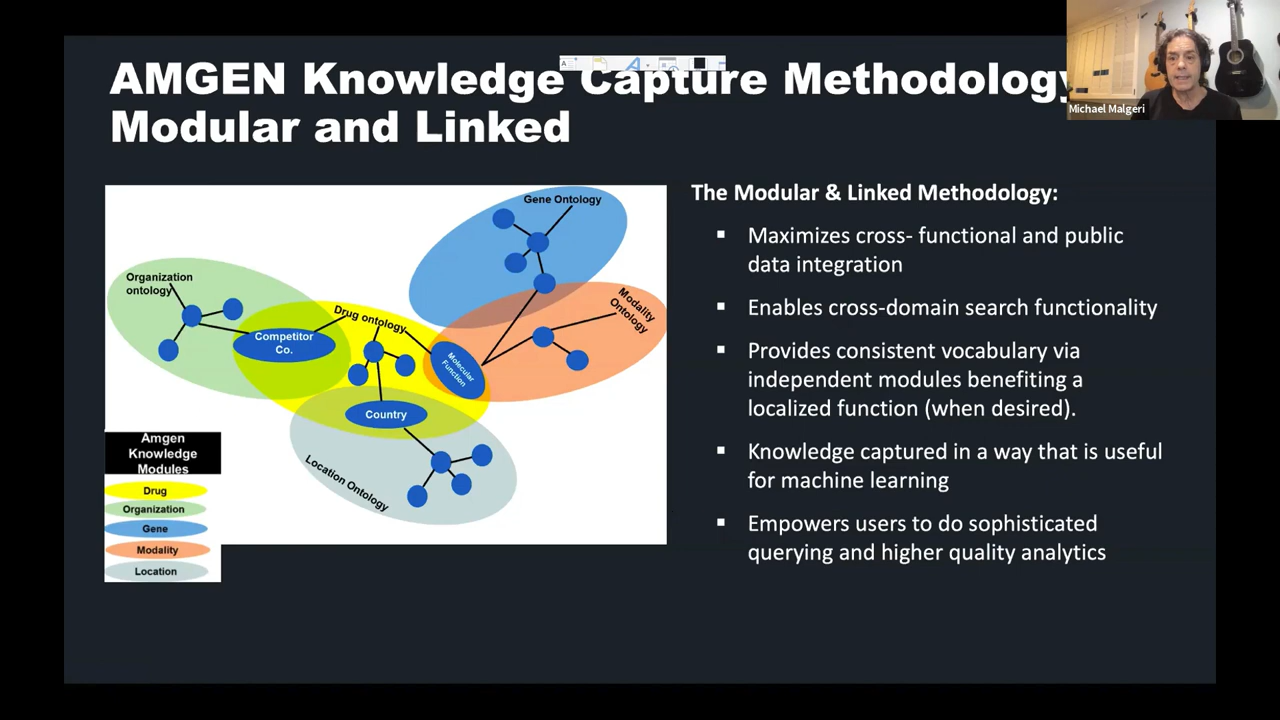 AMGEN Knowledge Capture Methodology
Modular and Linked
Michael Malgeri
The Modular & Linked Methodology:
▪ Maximizes cross- functional and public
data integration
▪ Enables cross-domain search functionality
▪ Provides consistent vocabulary via
independent modules benefiting a
localized function (when desired).
▪ Knowledge captured in a way that is useful
for machine learning
▪ Empowers users to do sophisticated
querying and higher quality analytics
Gene Ontology
Organization
ontology
Modality
Ontology
Drug ontology
Competitor
Co.
Molecular
Function
Country
Location Ontology
Amgen
Knowledge
Modules
Drug
Organization
Gene
Modality
Location